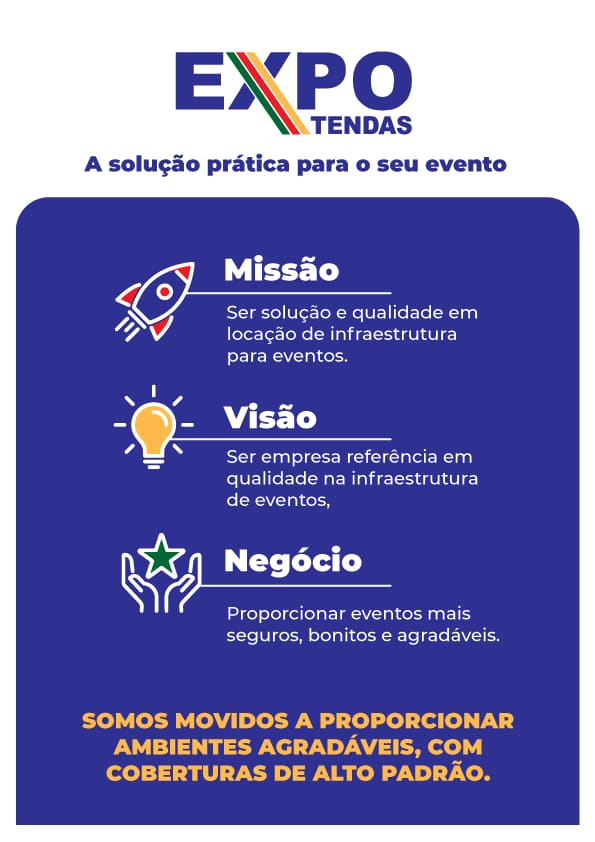 EXPO
TENDAS
A solução prática para o seu evento
Missão
Ser solução e qualidade em
locação de infraestrutura
para eventos.
Visão
Ser empresa referência em
qualidade na infraestrutura
de eventos,
Negócio
Proporcionar eventos mais
seguros, bonitos e agradáveis.
SOMOS MOVIDOS A PROPORCIONAR
AMBIENTES AGRADÁVEIS, COM
COBERTURAS DE ALTO PADRÃO.